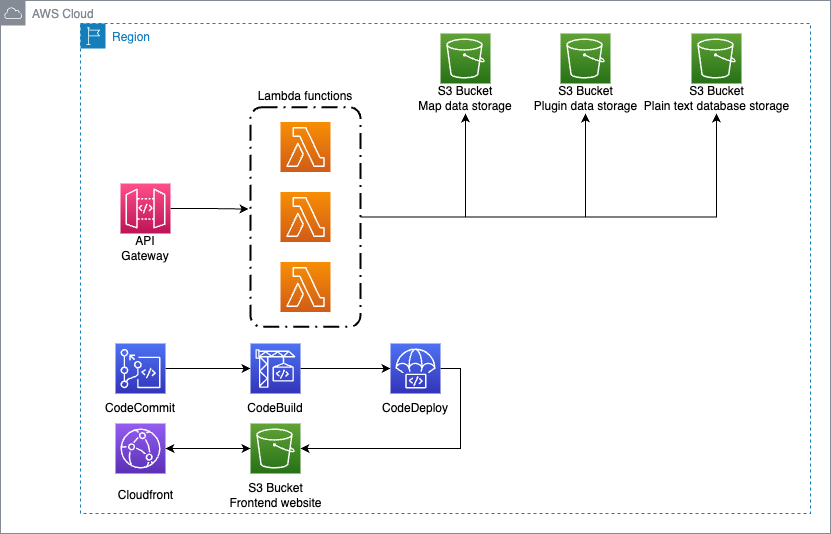 AWS Cloud
Region
S3 Bucket
Map data storage
S3 Bucket
Plugin data storage
S3 Bucket
Plain text database storage
Lambda functions
API
Gateway
CodeCommit
CodeBuild
CodeDeploy
Cloudfront
S3 Bucket
Frontend website